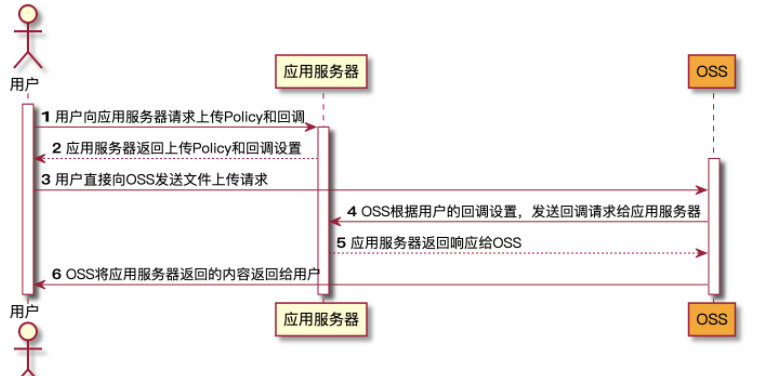 用户
应用服务器
OSS
1 用户向应用服务器请求上传Policy和回调
2 应用服务器返回上传Policy和回调设置
3 用户直接向OSS发送文件上传请求
4 OSS根据用户的回调设置，发送回调请求给应用服务器
5 应用服务器返回响应给OSS
6 OSS将应用服务器返回的内容返回给用户
用户
应用服务器
OSS